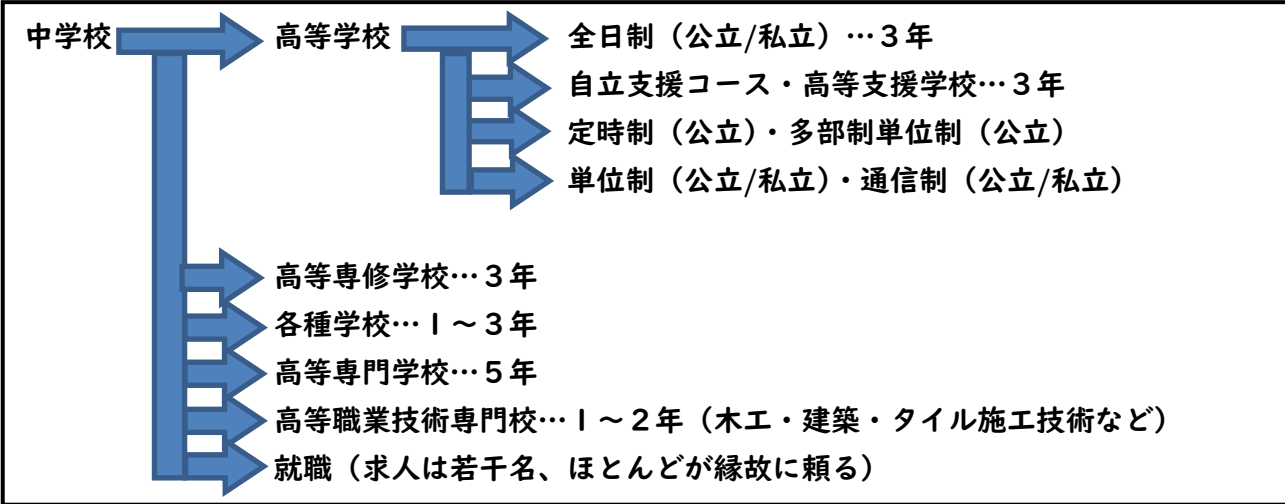 中学校 高等学校 全日制（公立/私立）…３年
自立支援コース・高等支援学校…３年
定時制（公立）・多部制単位制（公立）
単位制（公立/私立）・通信制（公立/私立）
高等専修学校…３年
各種学校…１～３年
高等専門学校…５年
高等職業技術専門校…１～２年（木工・建築・タイル施工技術など）
就職（求人は若干名、ほとんどが縁故に頼る）